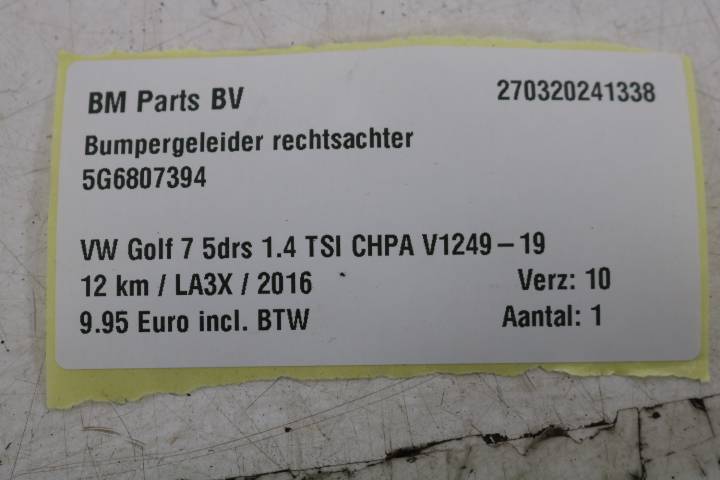 BM Parts BV 270320241338
Bumpergeleider rechtsachter
5G6807394
VW Golf 7 5drs 1.4 TSI CHPA V1249 – 19
12 km / LA3X / 2016 Verz: 10
9.95 Euro incl. BTW Aantal: 1